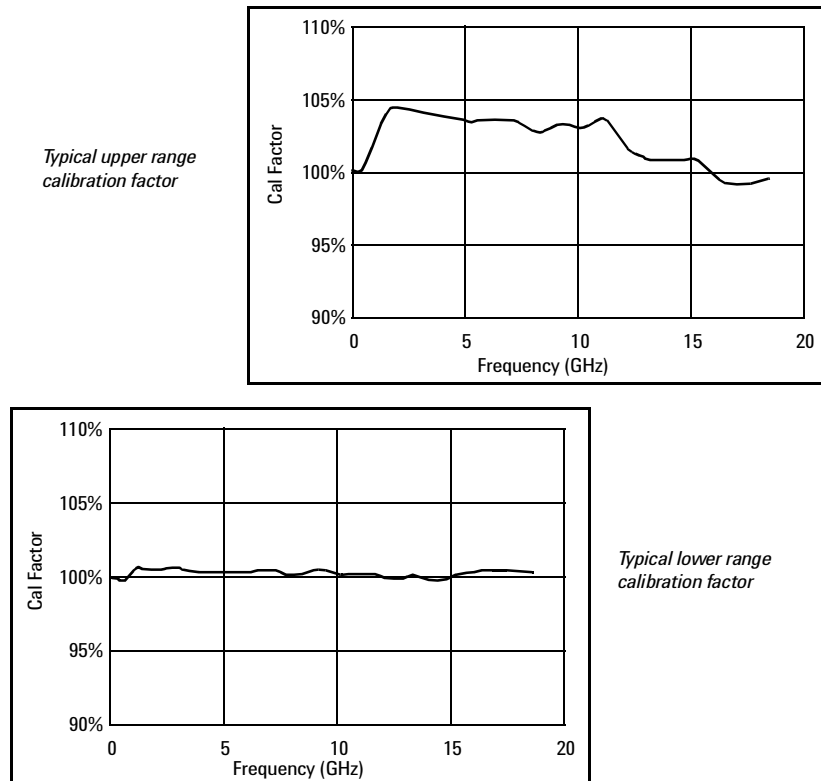 110%
105%
Typical upper range
calibration factor
Cal Factor
100%
95%
90%
0 5 10 15 20
Frequency (GHz)
110%
105%
Cal Factor
100%
Typical lower range
calibration factor
95%
90%
0 5 10 15 20
Frequency (GHz)